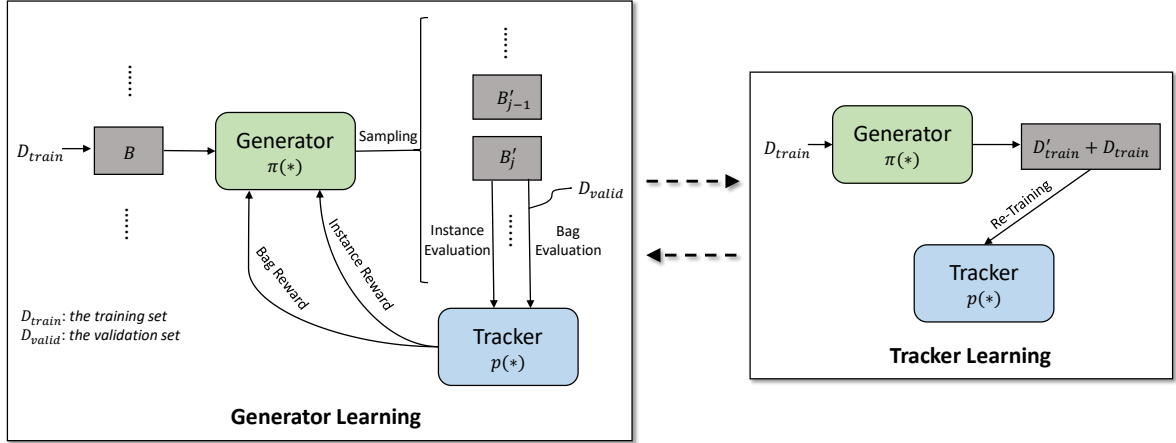 D_train
B
Generator
π(*)
Sampling
B'_{j-1}
B'_j
D_valid
Instance
Evaluation
Bag
Evaluation
Bag Reward
Instance Reward
Tracker
p(*)
D_train: the training set
D_valid: the validation set
Generator Learning
D_train
Generator
π(*)
D'_train + D_train
Re-Training
Tracker
p(*)
Tracker Learning